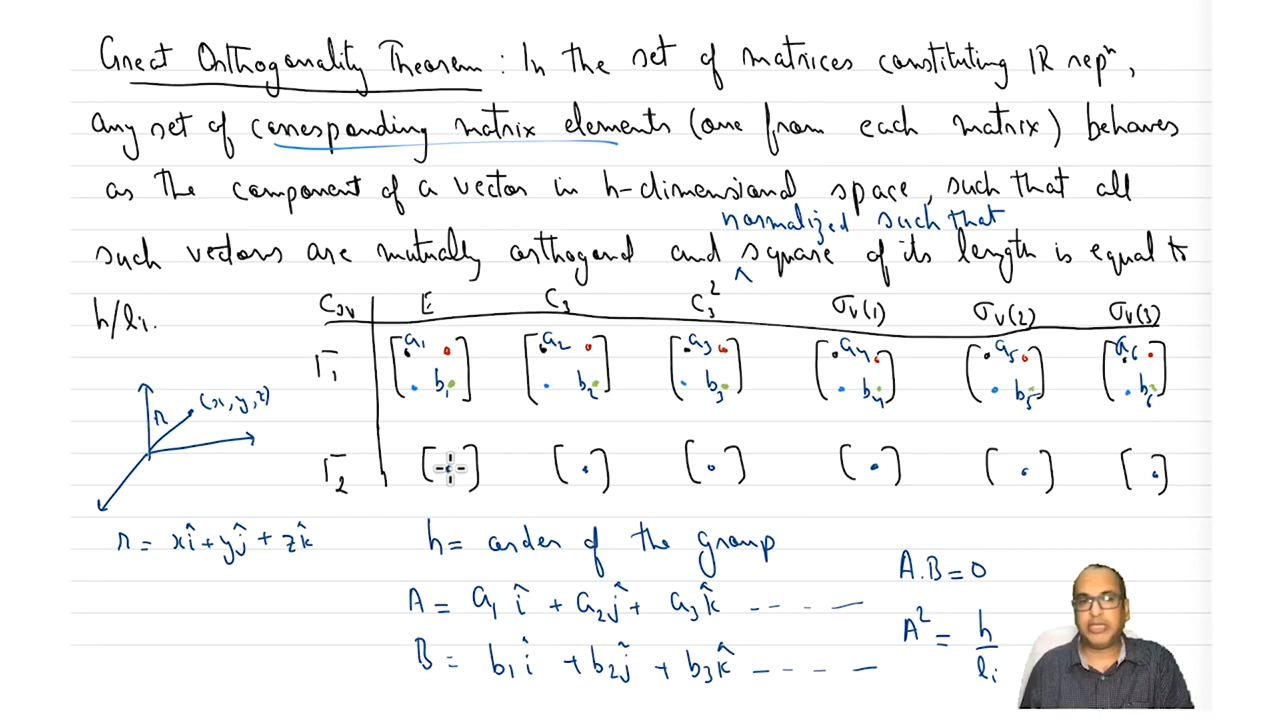 Great Orthogonality Theorem : In the set of matrices constituting IR repⁿ,
any set of corresponding matrix elements (one from each matrix) behaves
as the component of a vector in h-dimensional space, such that all
normalized such that
such vectors are mutually orthogonal and ^ square of its length is equal to
h/li.
C3v E C3 C3² σv(1) σv(2) σv(3)
Γ1 a1 a2 a3 a4 a5 a6
b1 b2 b3 b4 b5 b6
(x,y,z)
r
Γ2
r = xî + yĵ + zk̂
h = order of the group
A.B = 0
A = a1 î + a2 ĵ + a3 k̂ ----
A² = h/li
B = b1 î + b2 ĵ + b3 k̂ ----